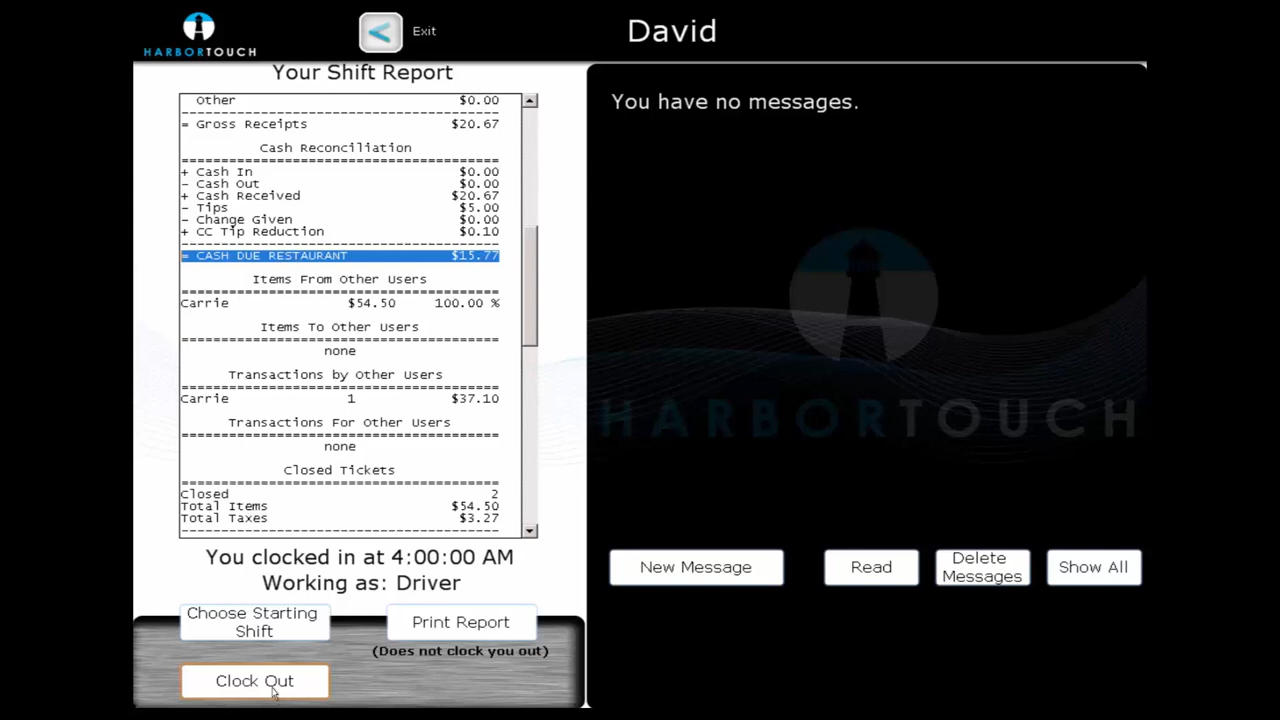 HARBORTOUCH
Exit
David
Your Shift Report
Other $0.00
-----------------------------------------
= Gross Receipts $20.67
Cash Reconciliation
=========================================
+ Cash In $0.00
- Cash Out $0.00
+ Cash Received $20.67
- Tips $5.00
- Change Given $0.00
+ CC Tip Reduction $0.10
-----------------------------------------
= CASH DUE RESTAURANT $15.77
Items From Other Users
=========================================
Carrie $54.50 100.00 %
Items To Other Users
=========================================
none
Transactions by Other Users
=========================================
Carrie 1 $37.10
Transactions For Other Users
=========================================
none
Closed Tickets
=========================================
Closed 2
Total Items $54.50
Total Taxes $3.27
-----------------------------------------
You clocked in at 4:00:00 AM
Working as: Driver
Choose Starting
Shift
Print Report
(Does not clock you out)
Clock Out
You have no messages.
HARBORTOUCH
New Message
Read
Delete
Messages
Show All